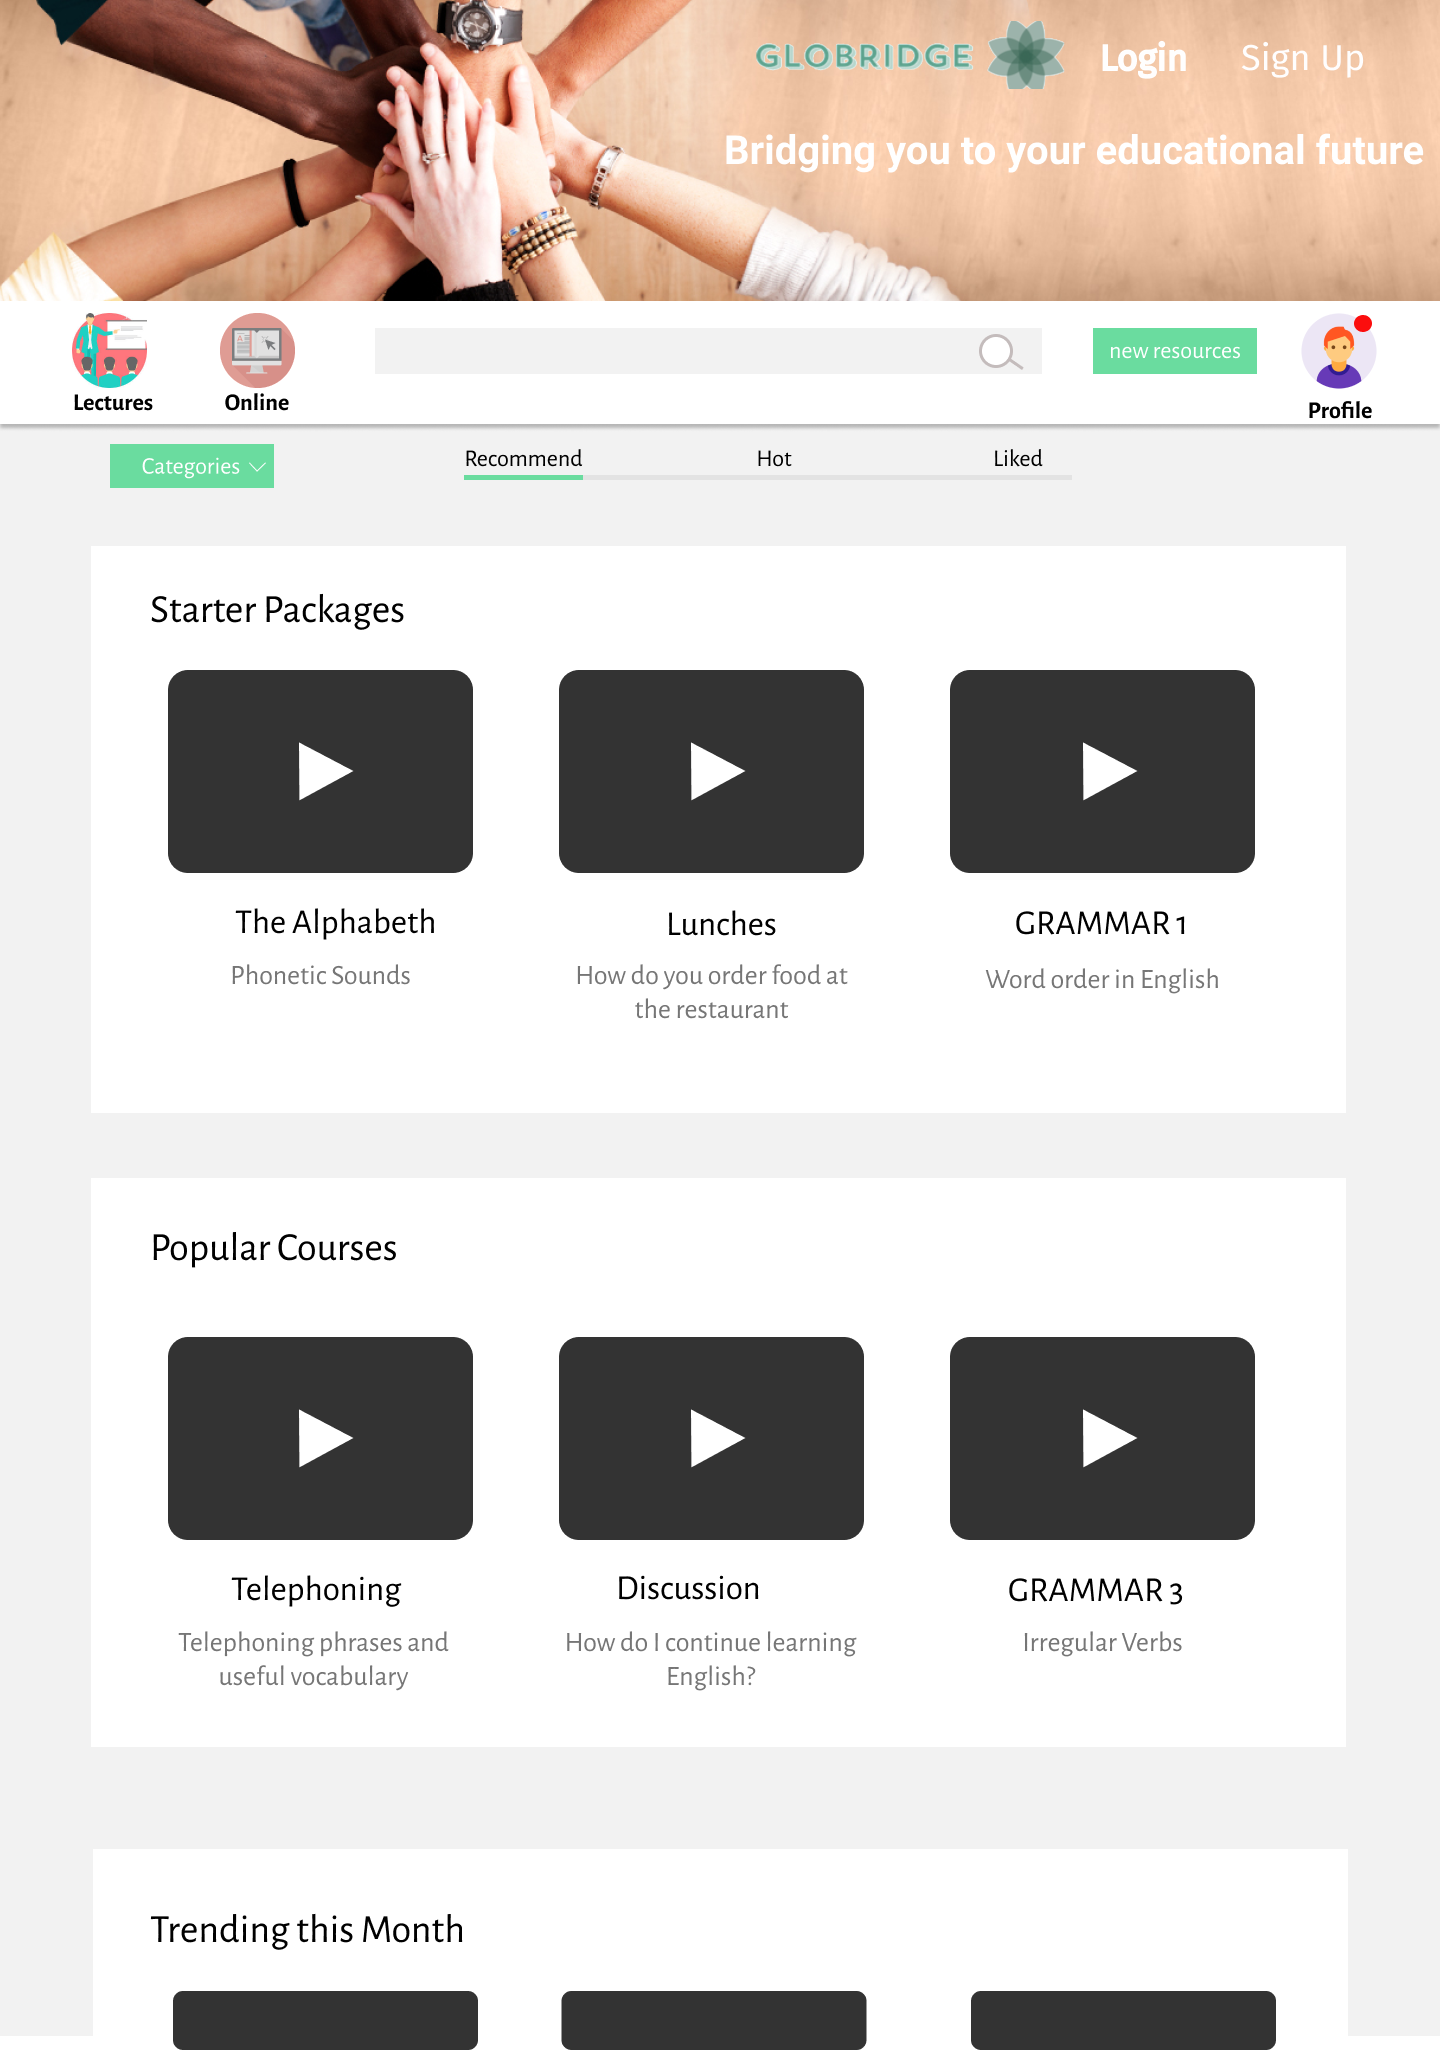 GLOBRIDGE
Login
Sign Up
Bridging you to your educational future
Lectures
Online
new resources
Profile
Categories
Recommend
Hot
Liked
Starter Packages
The Alphabeth
Phonetic Sounds
Lunches
How do you order food at
the restaurant
GRAMMAR 1
Word order in English
Popular Courses
Telephoning
Telephoning phrases and
useful vocabulary
Discussion
How do I continue learning
English?
GRAMMAR 3
Irregular Verbs
Trending this Month